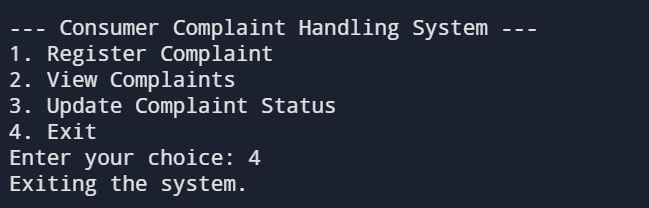 --- Consumer Complaint Handling System ---
1. Register Complaint
2. View Complaints
3. Update Complaint Status
4. Exit
Enter your choice: 4
Exiting the system.